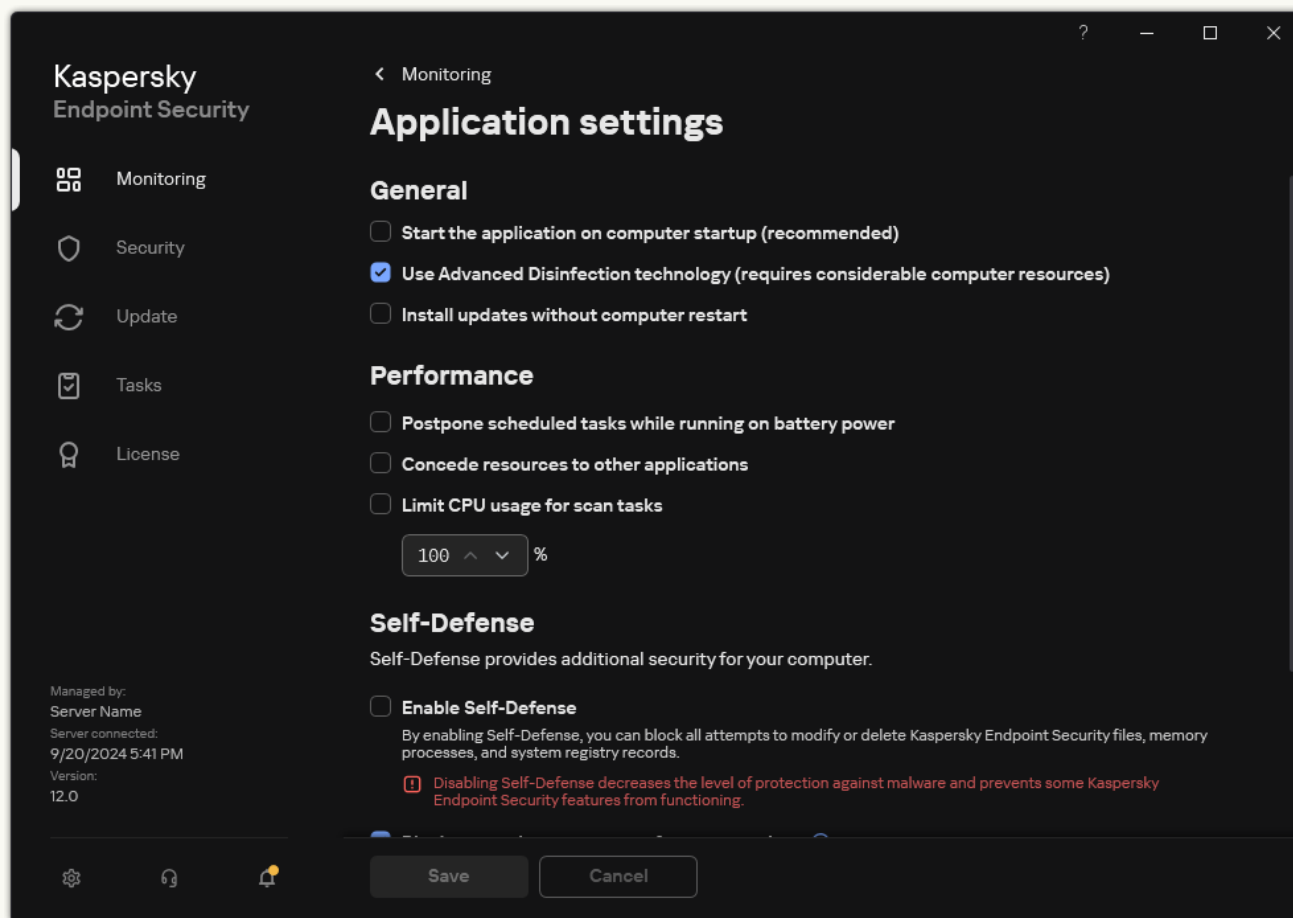 ?
Kaspersky
Endpoint Security
Monitoring
Security
Update
Tasks
License
Managed by:
Server Name
Server connected:
9/20/2024 5:41 PM
Version:
12.0
Monitoring
Application settings
General
Start the application on computer startup (recommended)
Use Advanced Disinfection technology (requires considerable computer resources)
Install updates without computer restart
Performance
Postpone scheduled tasks while running on battery power
Concede resources to other applications
Limit CPU usage for scan tasks
100 %
Self-Defense
Self-Defense provides additional security for your computer.
Enable Self-Defense
By enabling Self-Defense, you can block all attempts to modify or delete Kaspersky Endpoint Security files, memory
processes, and system registry records.
Disabling Self-Defense decreases the level of protection against malware and prevents some Kaspersky
Endpoint Security features from functioning.
Save
Cancel